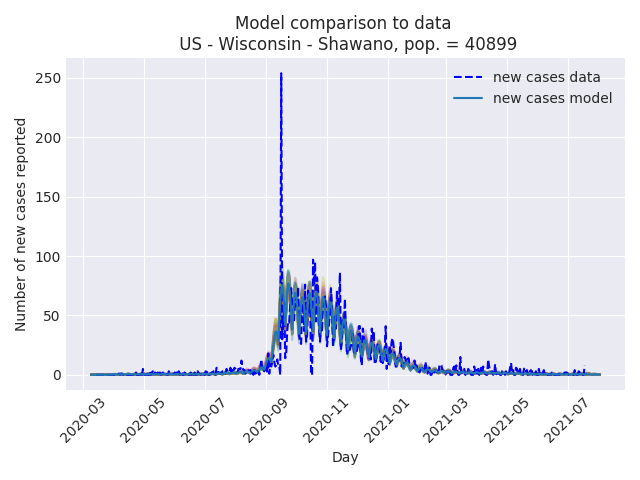 Model comparison to data
US - Wisconsin - Shawano, pop. = 40899
new cases data
new cases model
Number of new cases reported
250
200
150
100
50
0
2020-03
2020-05
2020-07
2020-09
2020-11
2021-01
2021-03
2021-05
2021-07
Day